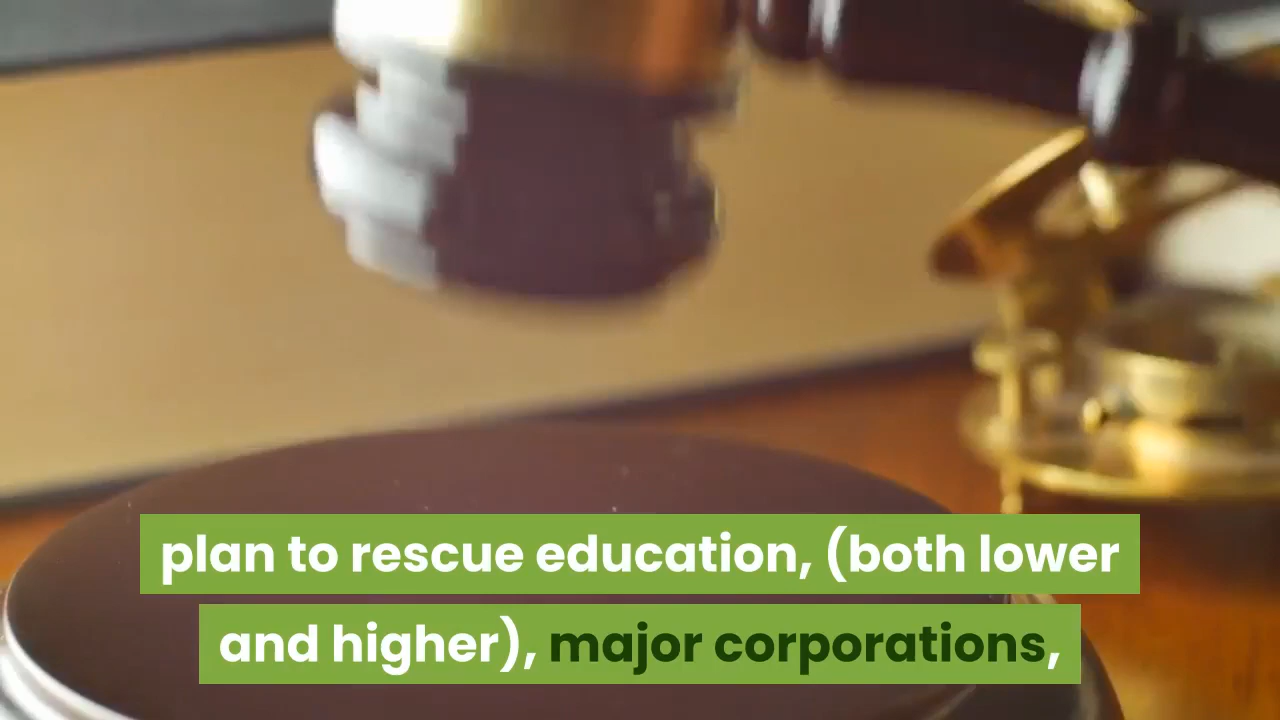 plan to rescue education, (both lower
and higher), major corporations,